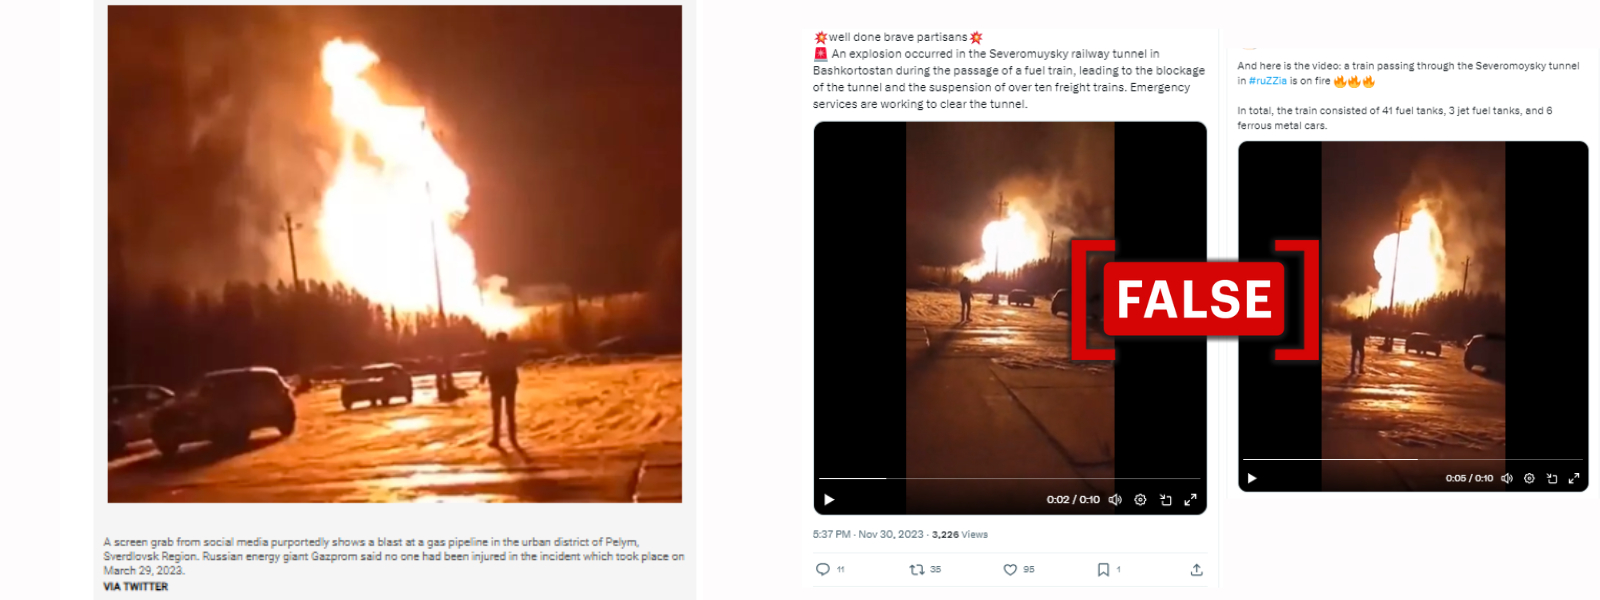 A screen grab from social media purportedly shows a blast at a gas pipeline in the urban district of Pelym,
Sverdlovsk Region. Russian energy giant Gazprom said no one had been injured in the incident which took place on
March 29, 2023.
VIA TWITTER
💥well done brave partisans💥
🚨 An explosion occurred in the Severomuysky railway tunnel in
Bashkortostan during the passage of a fuel train, leading to the blockage
of the tunnel and the suspension of over ten freight trains. Emergency
services are working to clear the tunnel.
0:02 / 0:10
5:37 PM · Nov 30, 2023 · 3,226 Views
11 35 95 1
FALSE
And here is the video: a train passing through the Severomoysky tunnel
in #ruZZia is on fire 🔥🔥🔥
In total, the train consisted of 41 fuel tanks, 3 jet fuel tanks, and 6
ferrous metal cars.
0:05 / 0:10